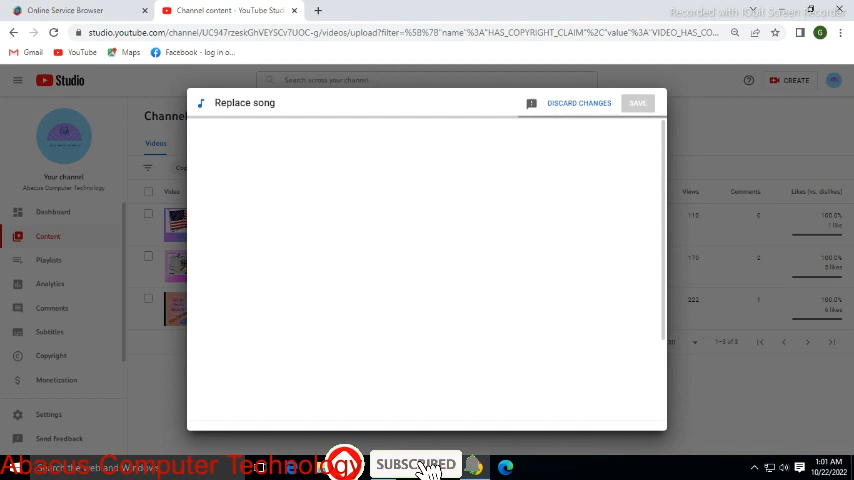 Online Service Browser
Channel content - YouTube Studi
Recorded with IObit Screen Recorder
studio.youtube.com/channel/UC947rzeskGhVEYSCv7UOC-g/videos/upload?filter=%5B%7B"name"%3A"HAS_COPYRIGHT_CLAIM"%2C"value"%3A"VIDEO_HAS_CO...
G
Gmail
YouTube
Maps
Facebook - log in o...
Studio
Search across your channel
CREATE
Replace song
DISCARD CHANGES
SAVE
Channel
Your channel
Abacus Computer Technology
Videos
Cop
Video
Views
Comments
Likes (vs. dislikes)
Dashboard
Content
Playlists
Analytics
Comments
Subtitles
Copyright
Monetization
Settings
Send feedback
110
6
100.0%
1 like
170
2
100.0%
5 likes
222
1
100.0%
6 likes
30
1–3 of 3
Abacus Computer Technology
Search the web and Windows
SUBSCRIBED
1:01 AM
10/22/2022